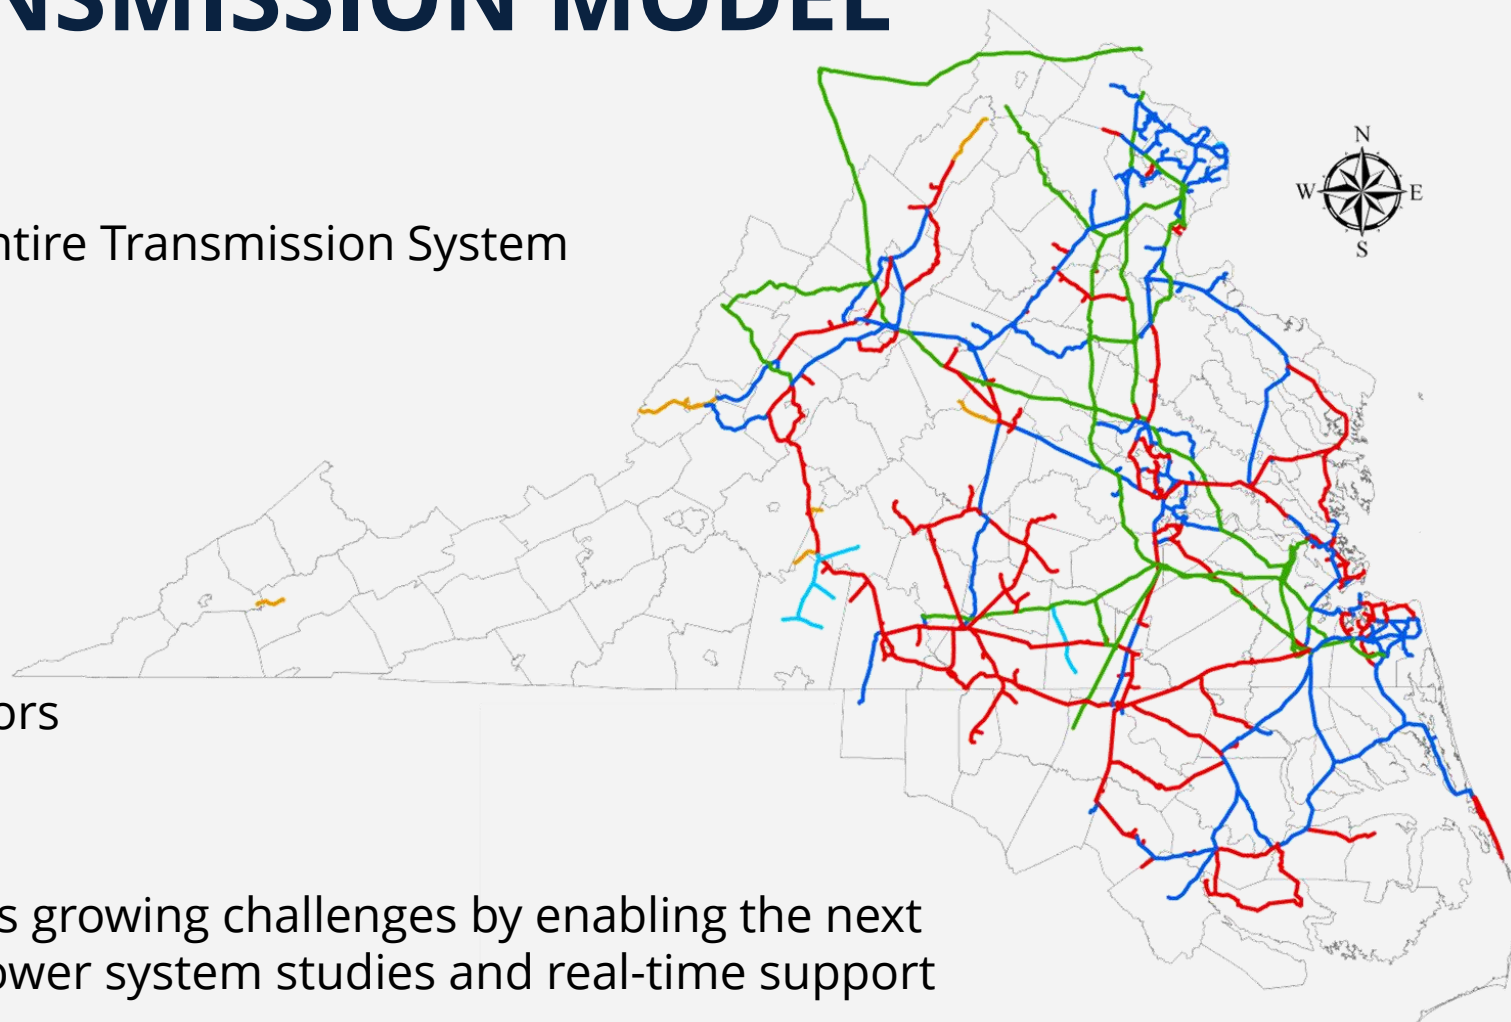 NSMISSION MODEL
N
W E
S
ntire Transmission System
ors
s growing challenges by enabling the next
ower system studies and real-time support